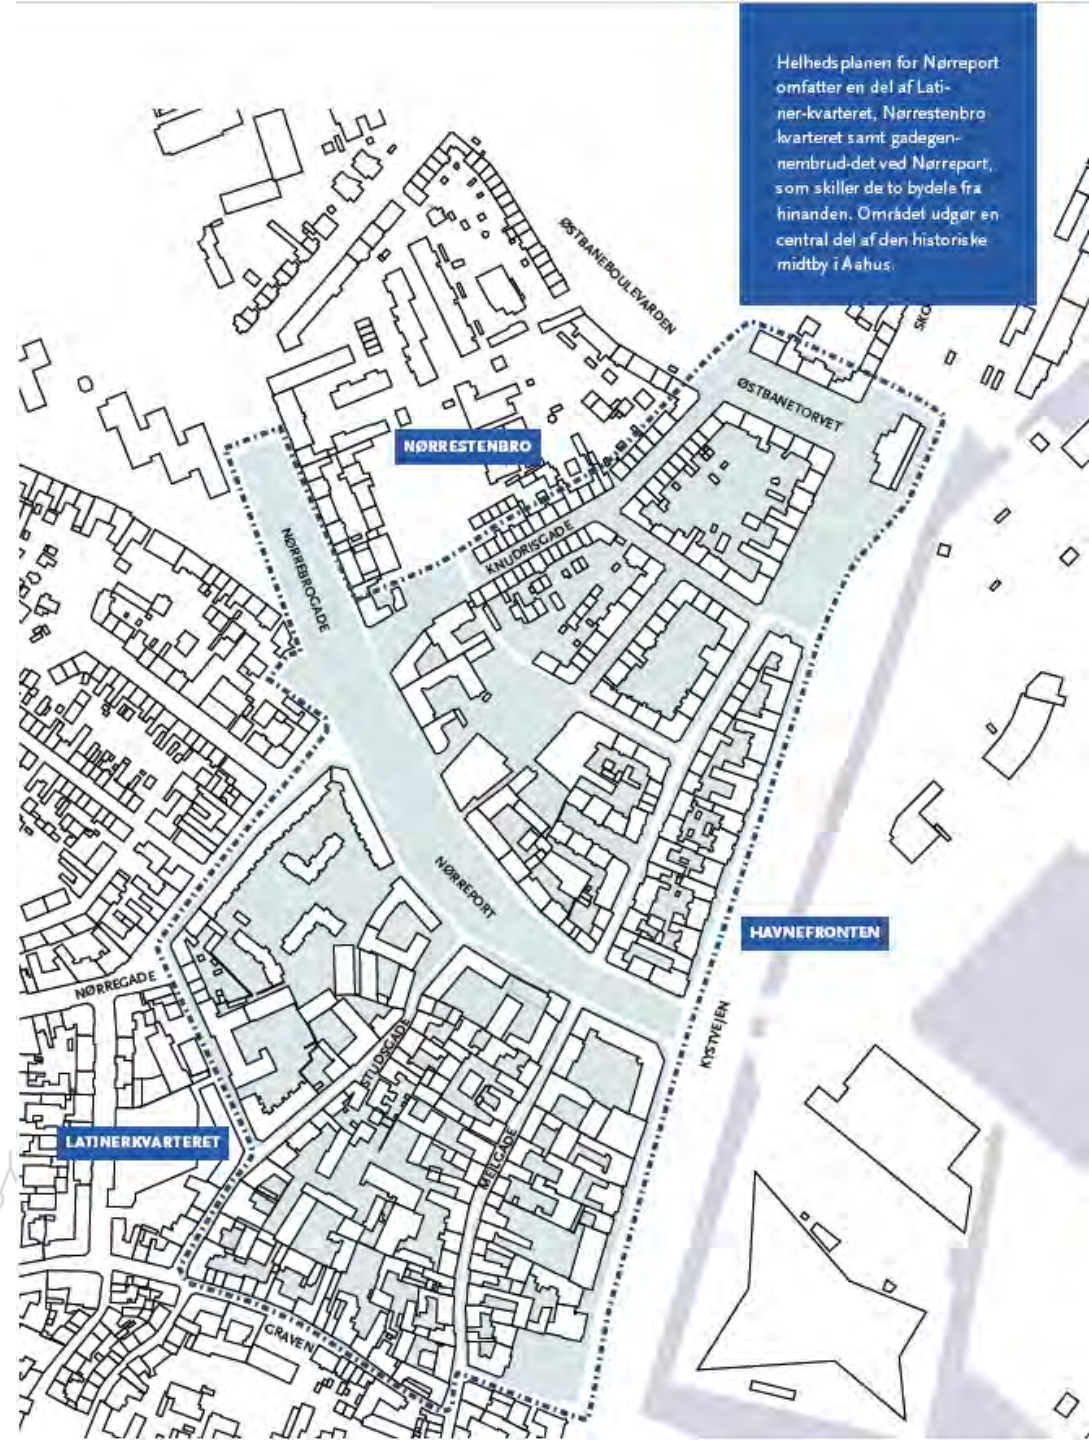 Helhedsplanen for Nørreport
omfatter en del af Lati-
ner-kvarteret, Nørrestenbro
kvarteret samt gadegen-
nembrud-det ved Nørreport,
som skiller de to bydele fra
hinanden. Området udgør en
central del af den historiske
midtby i Aahus.
ØSTBANEBOULEVARDEN
SKO
ØSTBANETORVET
NØRRESTENBRO
KNUDRISGADE
NØRREBROGADE
NØRREPORT
HAVNEFRONTEN
NØRREGADE
KYSTVEJEN
STUDSGADE
LATINERKVARTERET
MEJLGADE
GRAVEN